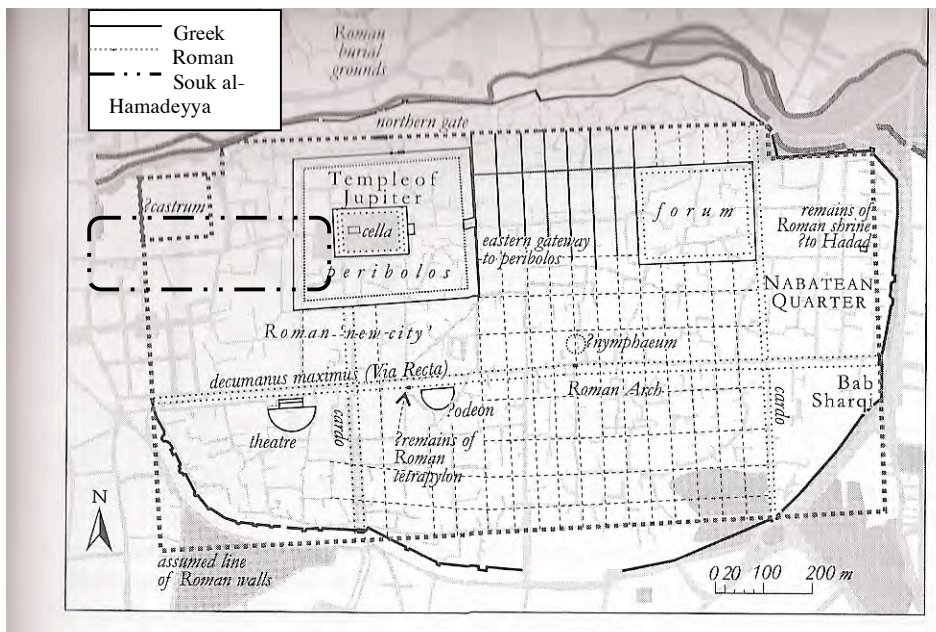 Greek
Roman
Souk al-
Hamadeyya
Roman
burial
grounds
northern gate
Temple of
Jupiter
?castrum
cella
peribolos
forum
eastern gateway
to peribolos
remains of
Roman shrine
?to Hadad
NABATEAN
QUARTER
Roman 'new city'
?nymphaeum
decumanus maximus (Via Recta)
Roman Arch
Bab
Sharqi
cardo
cardo
?odeon
theatre
?remains of
Roman
tetrapylon
N
assumed line
of Roman walls
0 20 100 200 m